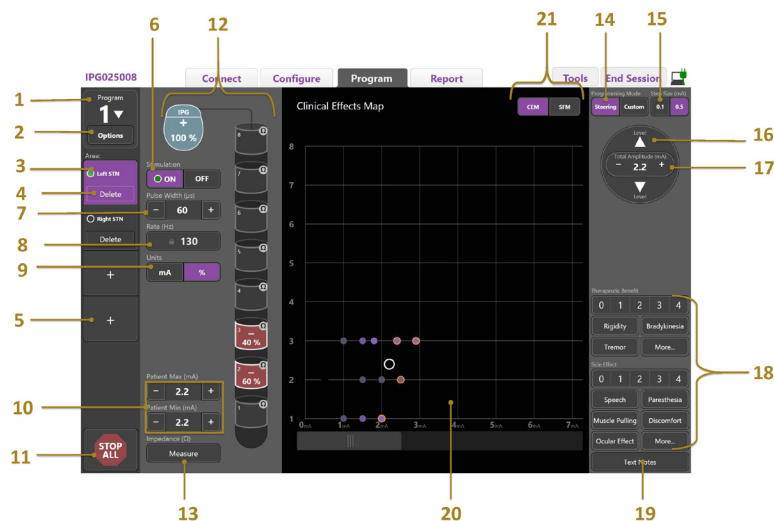 6
12
21
14
15
IPG025008
Connect
Configure
Program
Report
Tools
End Session
1
Program
1
2
Options
IPG
+
100 %
Clinical Effects Map
CEM
SFM
Programming Mode
Steering
Custom
Step Size (mA)
0.1
0.5
Level
16
Total Amplitude (mA)
− 2.2 +
17
Level
Area:
3
Left STN
4
Delete
Right STN
Delete
+
5
+
Stimulation
ON
OFF
7
Pulse Width (µs)
− 60 +
8
Rate (Hz)
130
9
Units
mA
%
8
7
6
5
4
3
−
40 %
2
−
60 %
1
Ω
Ω
Ω
Ω
Ω
Ω
Ω
Ω
8
7
6
5
4
3
2
1
0mA
1mA
2mA
3mA
4mA
5mA
6mA
7mA
Therapeutic Benefit
0 1 2 3 4
Rigidity
Bradykinesia
Tremor
More...
Side Effect
0 1 2 3 4
Speech
Paresthesia
Muscle Pulling
Discomfort
Ocular Effect
More...
Text Notes
18
10
Patient Max (mA)
− 2.2 +
Patient Min (mA)
− 2.2 +
Impedance (Ω)
Measure
11
STOP
ALL
13
20
19